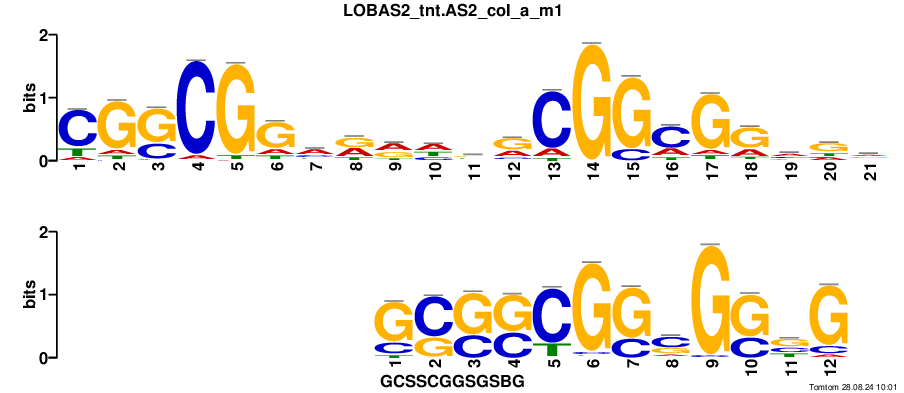 LOBAS2_tnt.AS2_col_a_m1
bits
2
1
0
1 2 3 4 5 6 7 8 9 10 11 12 13 14 15 16 17 18 19 20 21
bits
2
1
0
1 2 3 4 5 6 7 8 9 10 11 12
GCSSCGGSGSBG
Tomtom 28.08.24 10:01